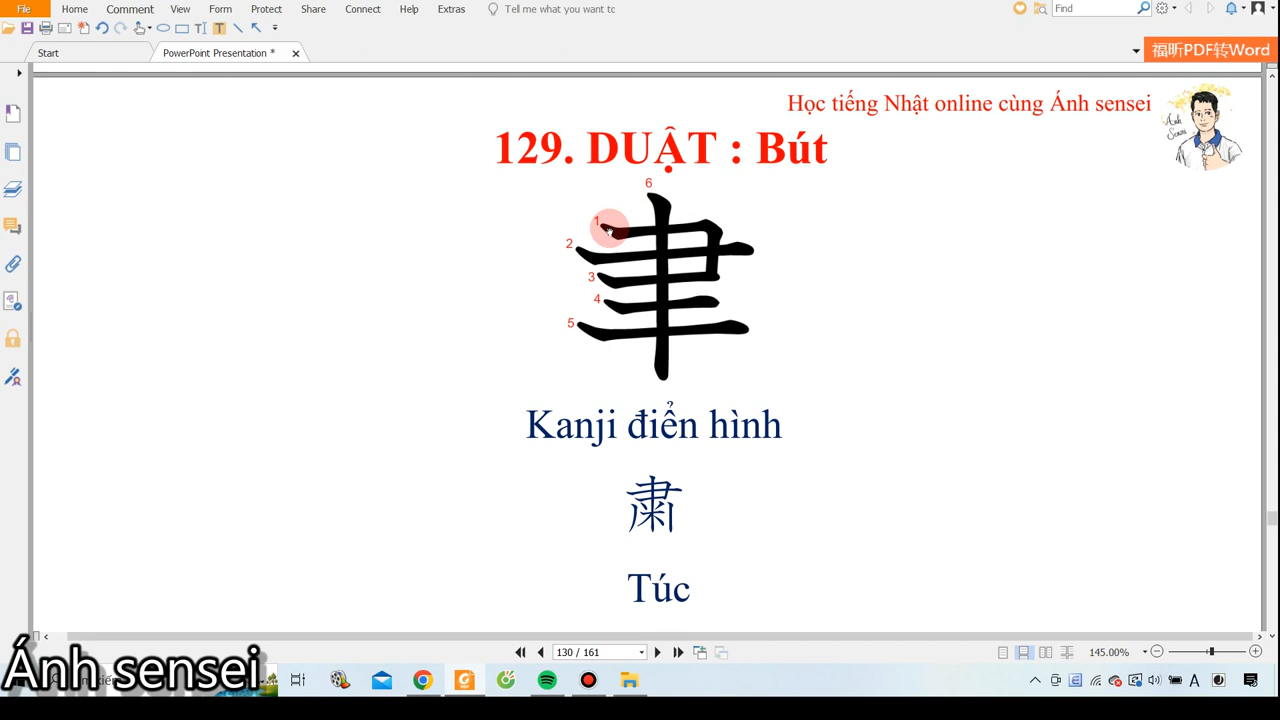 File Home Comment View Form Protect Share Connect Help Extras Tell me what you want Find
Start PowerPoint Presentation * 福昕PDF转Word
Học tiếng Nhật online cùng Ánh sensei
Ánh Sensei
129. DUẬT : Bút
6
1
2
3
4
5
聿
Kanji điển hình
粛
Túc
130 / 161 145.00%
Ánh sensei